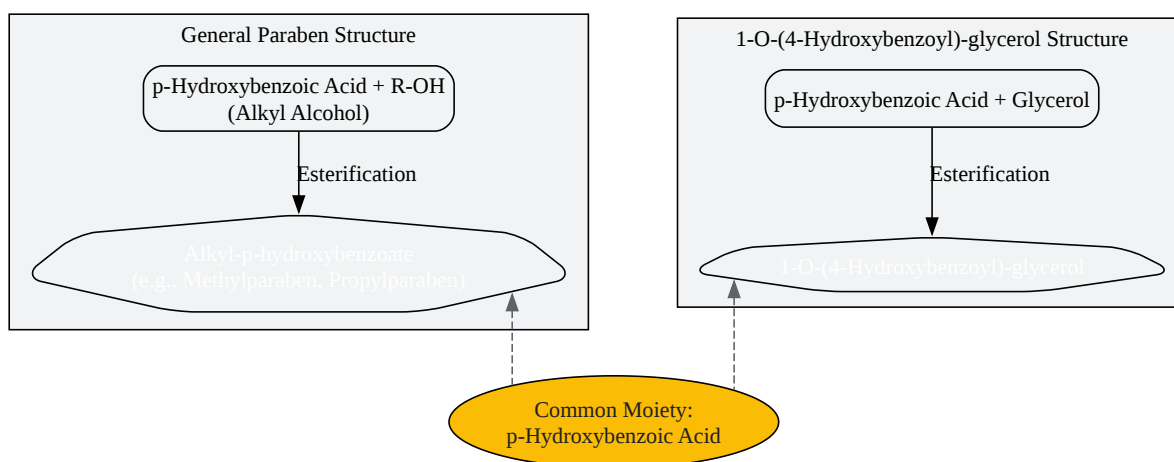 General Paraben Structure
p-Hydroxybenzoic Acid + R-OH
(Alkyl Alcohol)
Esterification
Alkyl-p-hydroxybenzoate
(e.g., Methylparaben, Propylparaben)
1-O-(4-Hydroxybenzoyl)-glycerol Structure
p-Hydroxybenzoic Acid + Glycerol
Esterification
1-O-(4-Hydroxybenzoyl)-glycerol
Common Moiety:
p-Hydroxybenzoic Acid